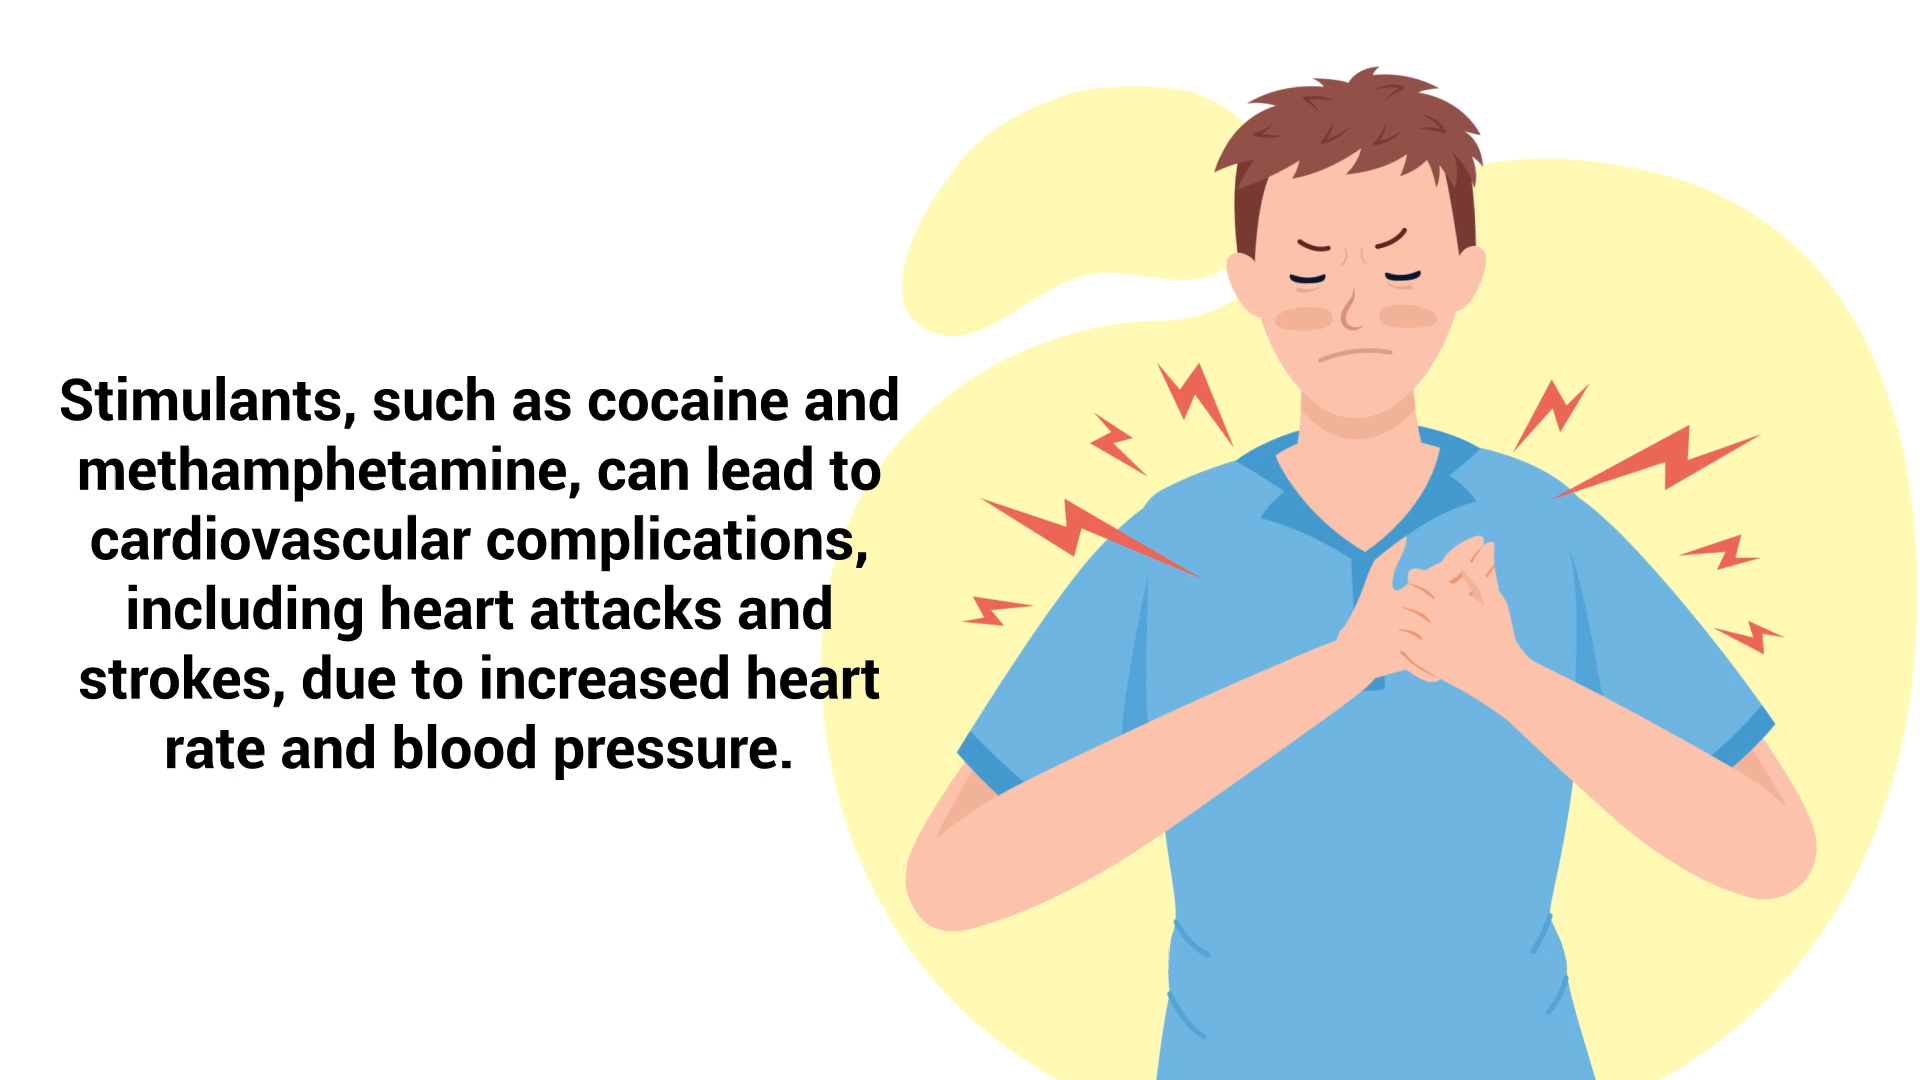 Stimulants, such as cocaine and
methamphetamine, can lead to
cardiovascular complications,
including heart attacks and
strokes, due to increased heart
rate and blood pressure.